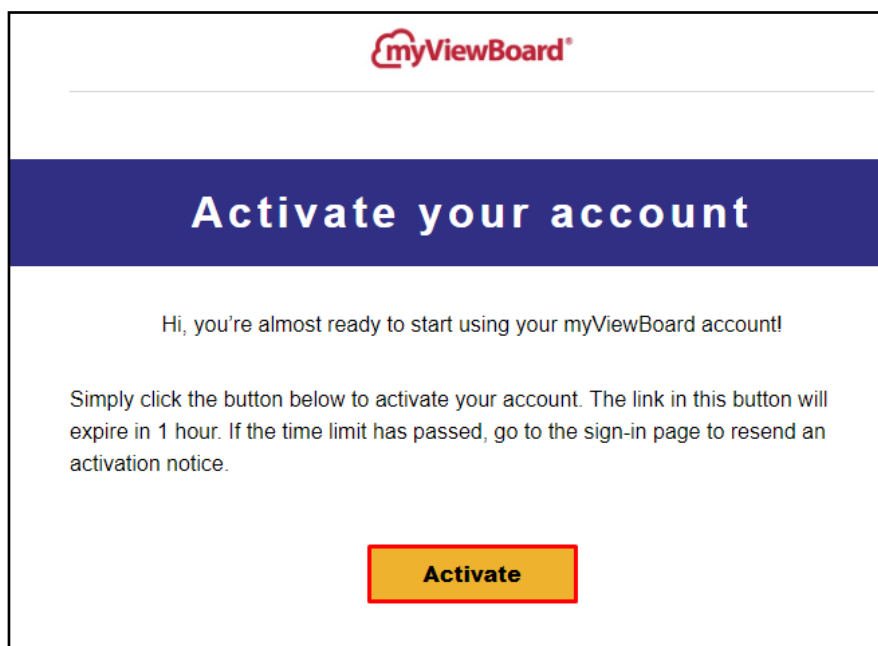 myViewBoard®
Activate your account
Hi, you’re almost ready to start using your myViewBoard account!
Simply click the button below to activate your account. The link in this button will
expire in 1 hour. If the time limit has passed, go to the sign-in page to resend an
activation notice.
Activate